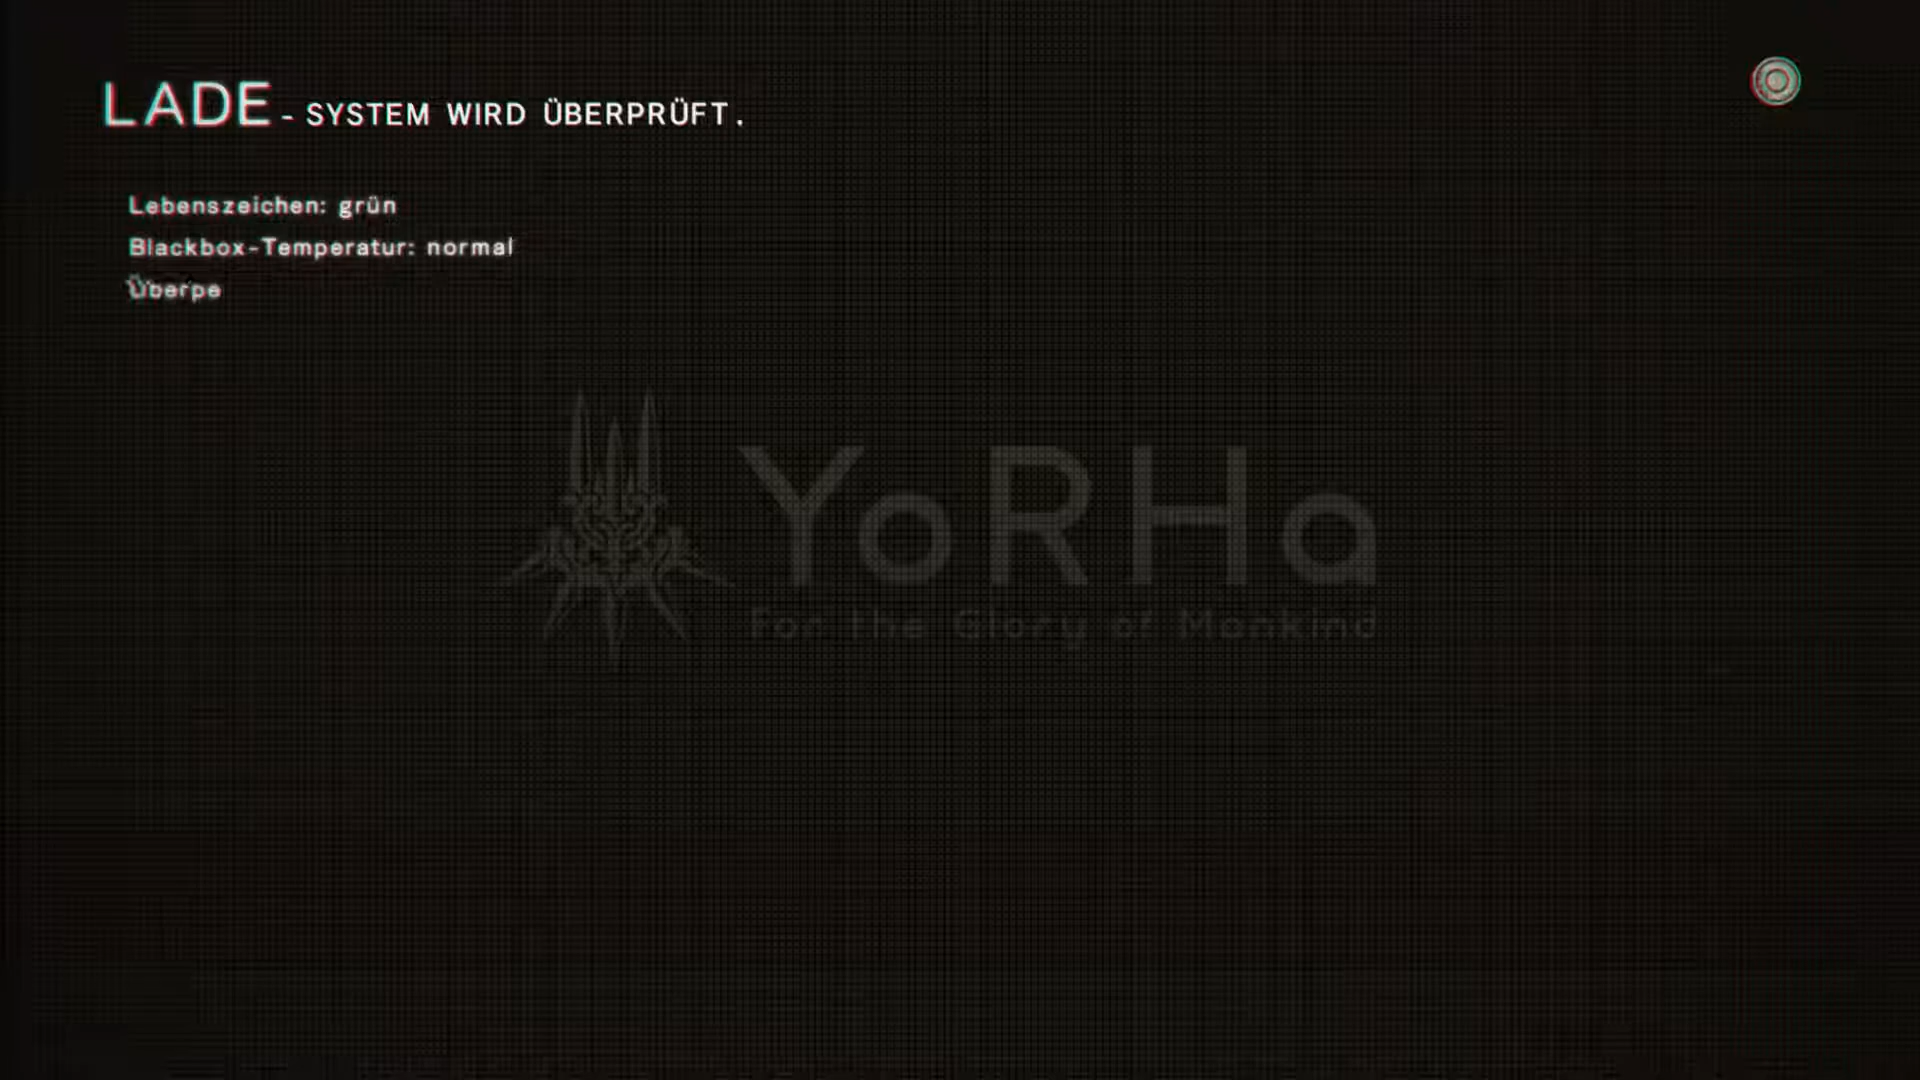 LADE - SYSTEM WIRD ÜBERPRÜFT.
Lebenszeichen: grün
Blackbox-Temperatur: normal
Überpe
YoRHa
For the Glory of Mankind